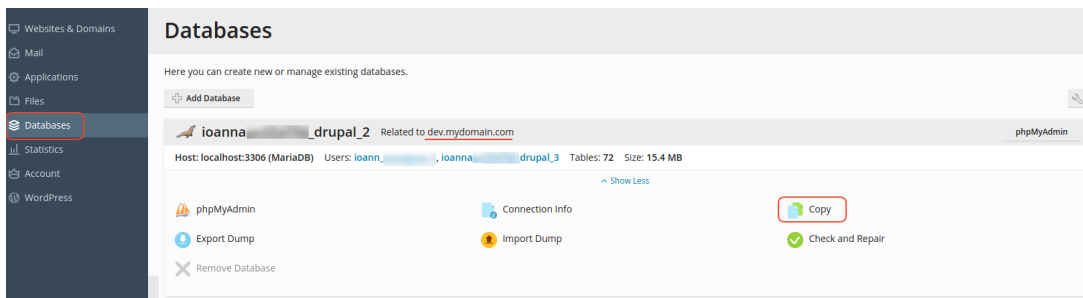 Websites & Domains
Mail
Applications
Files
Databases
Statistics
Account
WordPress
Databases
Here you can create new or manage existing databases.
Add Database
ioanna _drupal_2 Related to dev.mydomain.com phpMyAdmin
Host: localhost:3306 (MariaDB) Users: ioann_ , ioanna drupal_3 Tables: 72 Size: 15.4 MB
Show Less
phpMyAdmin Connection Info Copy
Export Dump Import Dump Check and Repair
Remove Database